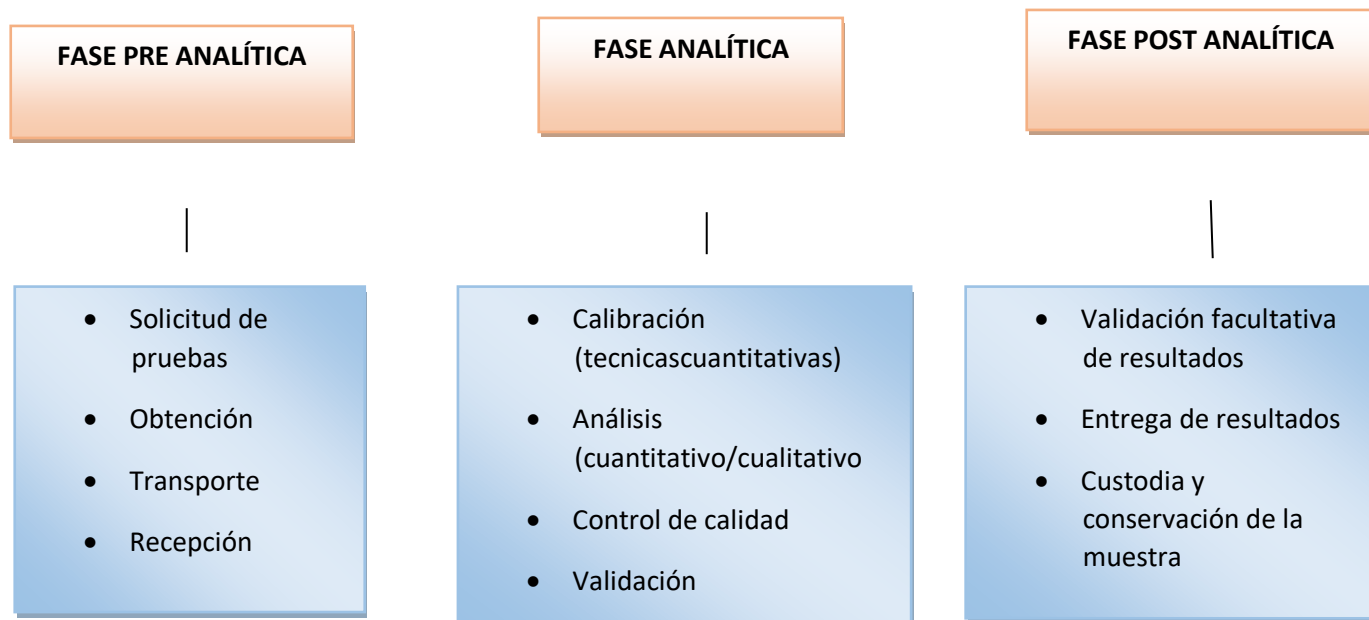 FASE PRE ANALÍTICA
FASE ANALÍTICA
FASE POST ANALÍTICA
• Solicitud de
pruebas
• Obtención
• Transporte
• Recepción
• Calibración
(tecnicascuantitativas)
• Análisis
(cuantitativo/cualitativo
• Control de calidad
• Validación
• Validación facultativa
de resultados
• Entrega de resultados
• Custodia y
conservación de la
muestra